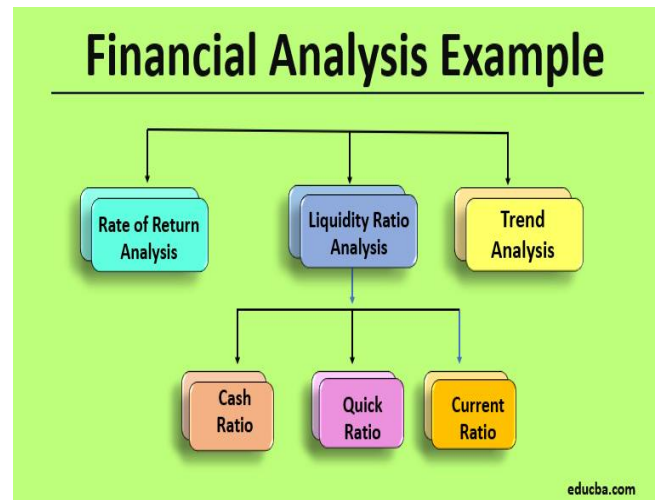 Financial Analysis Example
Rate of Return
Analysis
Liquidity Ratio
Analysis
Trend
Analysis
Cash
Ratio
Quick
Ratio
Current
Ratio
educba.com